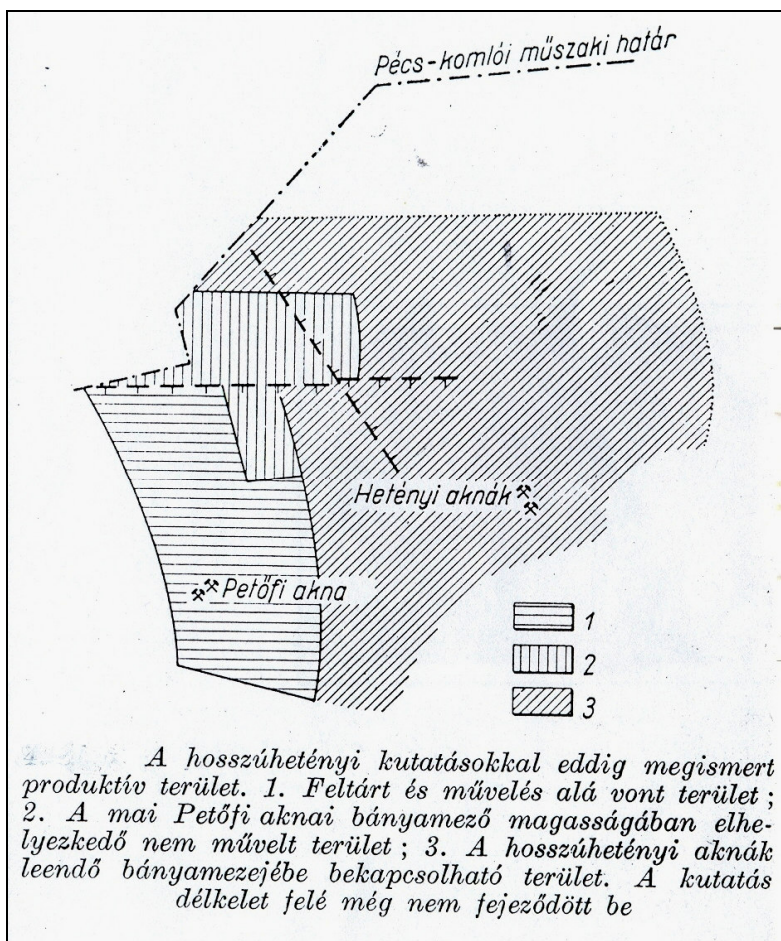 Pécs-komlói műszaki határ
Hetényi aknák
Petőfi akna
1
2
3
A hosszúhetényi kutatásokkal eddig megismert
produktív terület. 1. Feltárt és művelés alá vont terület ;
2. A mai Petőfi aknai bányamező magasságában elhe-
lyezkedő nem művelt terület ; 3. A hosszúhetényi aknák
leendő bányamezejébe bekapcsolható terület. A kutatás
délkelet felé még nem fejeződött be